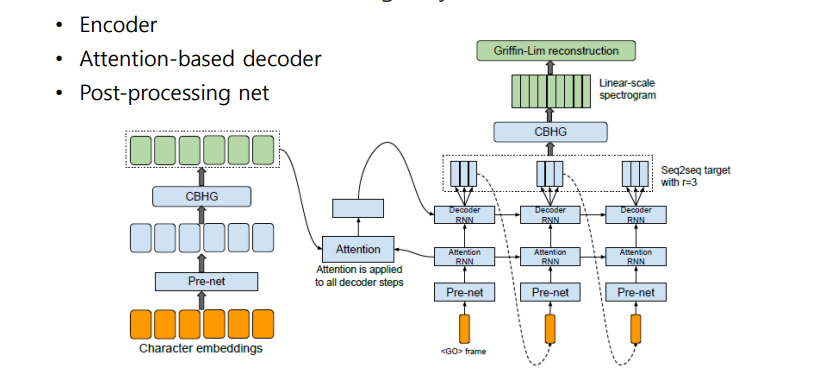 • Encoder
• Attention-based decoder
• Post-processing net
Griffin-Lim reconstruction
Linear-scale
spectrogram
CBHG
Seq2seq target
with r=3
CBHG
Decoder
RNN
Decoder
RNN
Decoder
RNN
Attention
Attention is applied
to all decoder steps
Attention
RNN
Attention
RNN
Attention
RNN
Pre-net
Pre-net
Pre-net
Pre-net
<GO> frame
Character embeddings